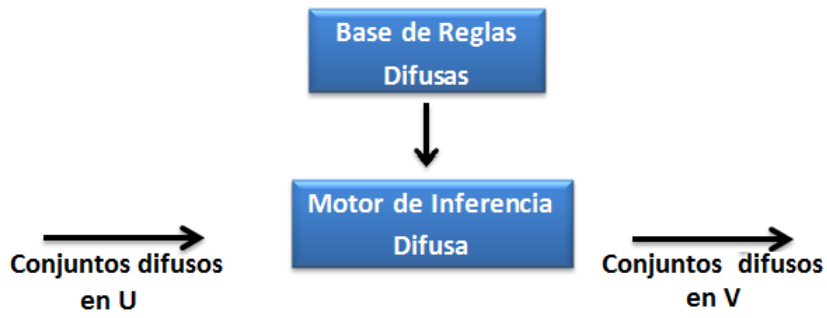 Base de Reglas
Difusas
Motor de Inferencia
Difusa
Conjuntos difusos
en U
Conjuntos difusos
en V